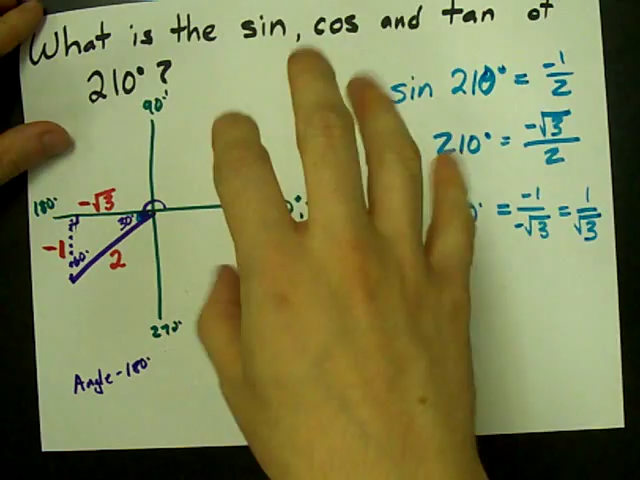 What is the sin, cos and tan of
210° ?
sin 210° = -1/2
210° = -√3/2
° = -1/-√3 = 1/√3
90°
180°
-√3
30°
-1
60°
2
270°
Angle - 180°